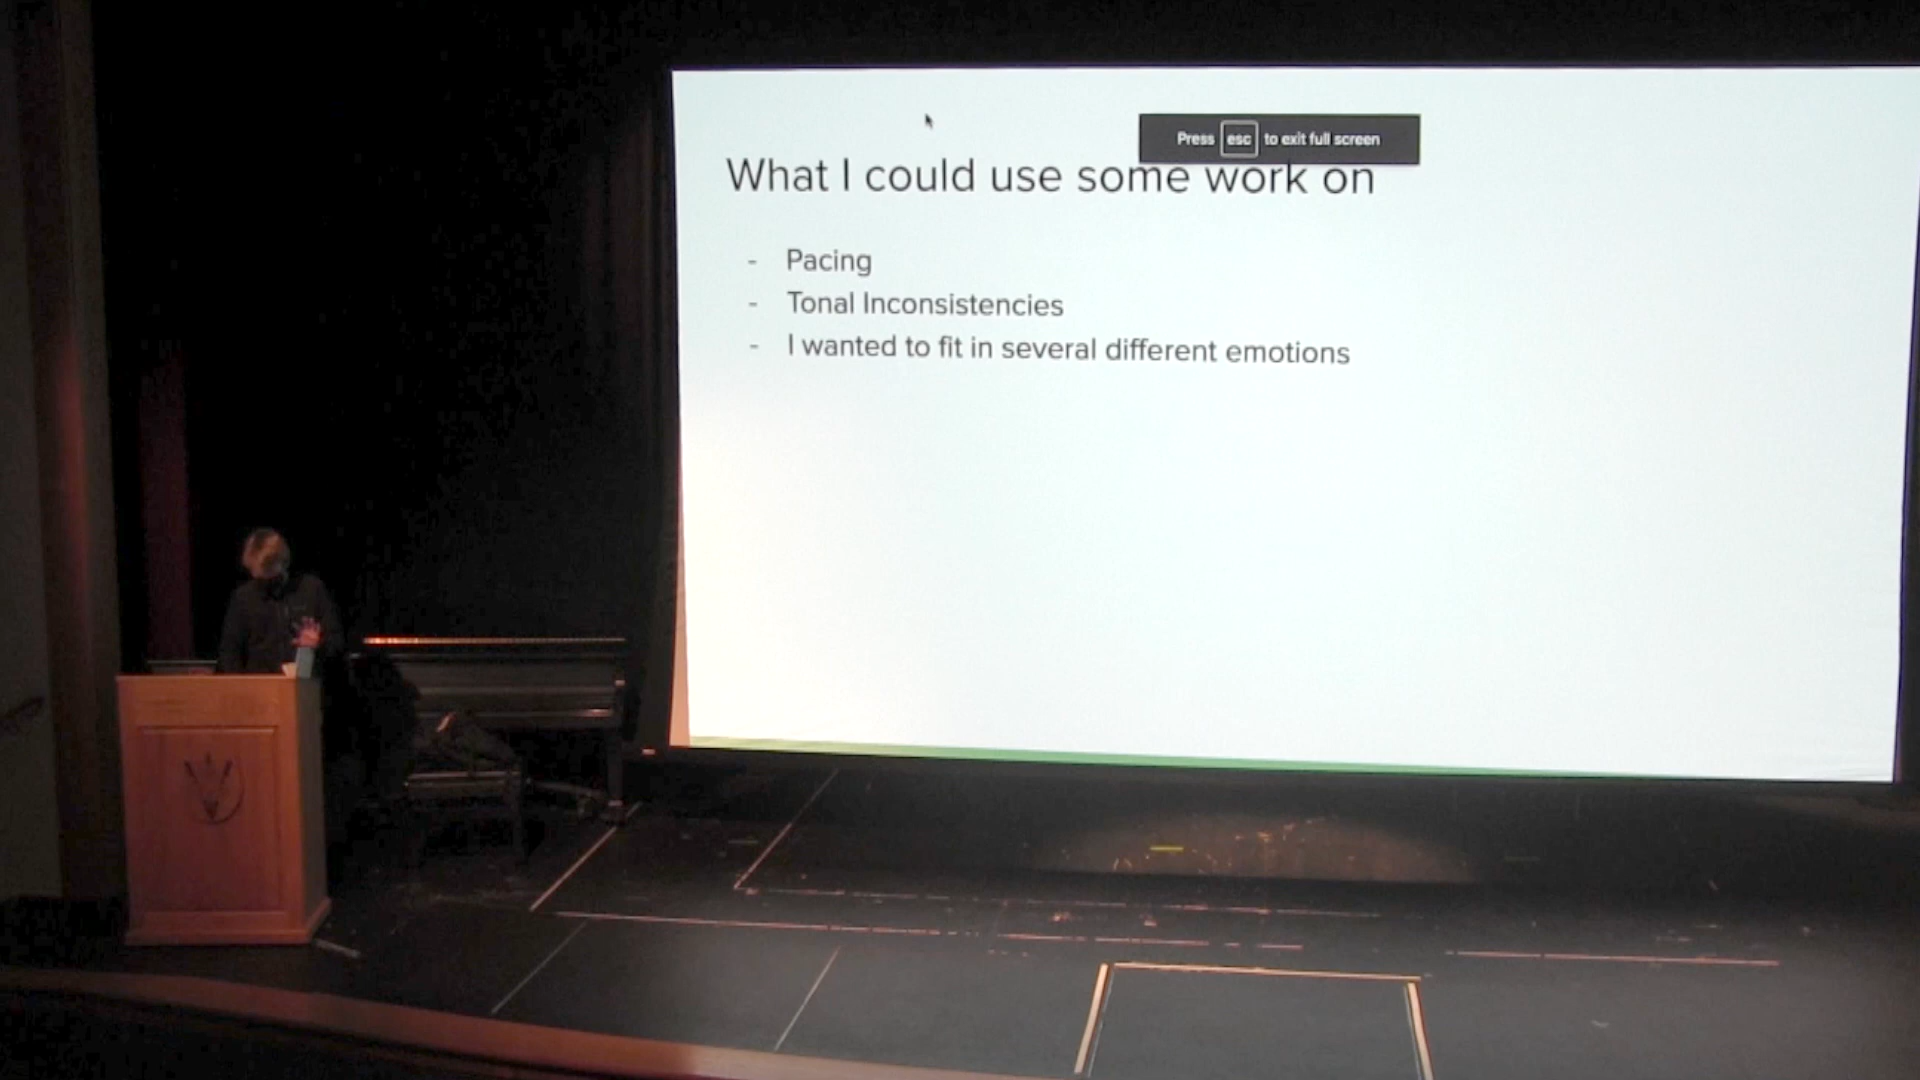 Press esc to exit full screen
What I could use some work on
- Pacing
- Tonal Inconsistencies
- I wanted to fit in several different emotions